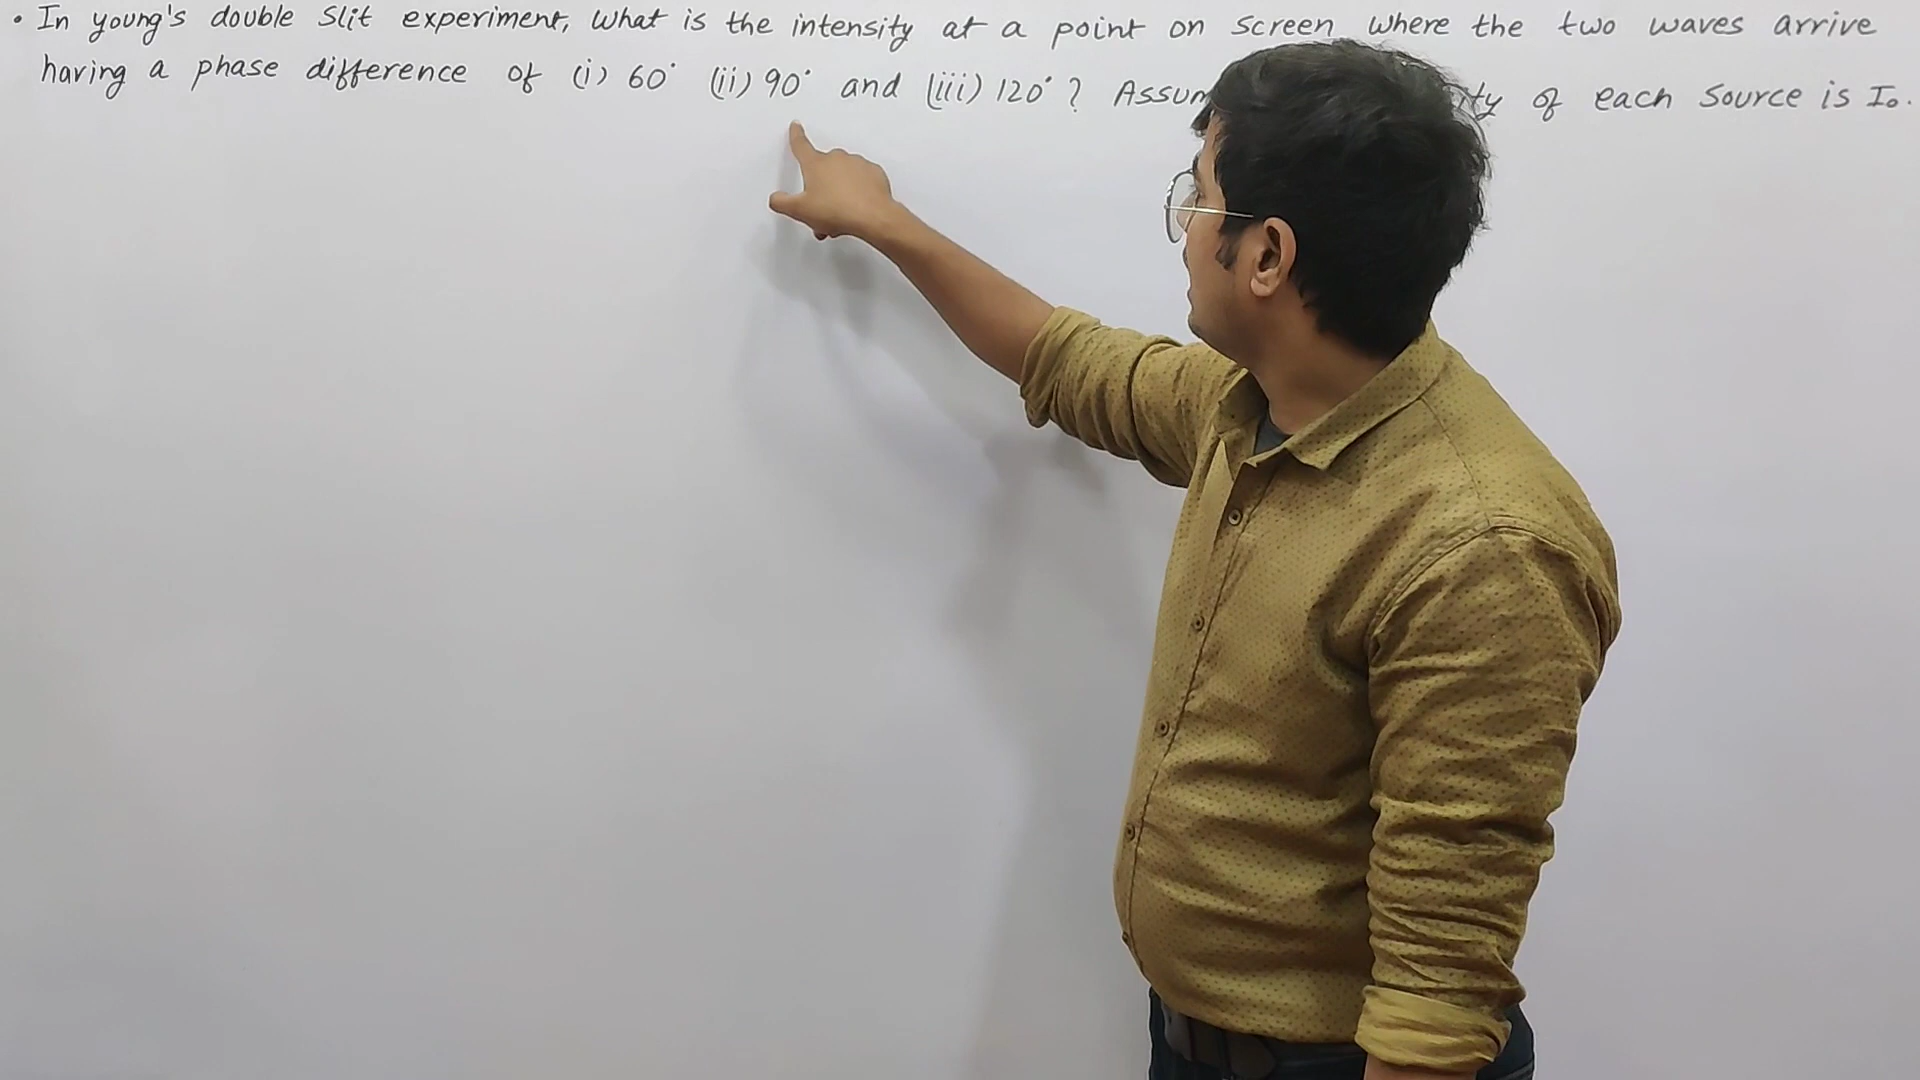 • In young's double slit experiment, what is the intensity at a point on screen where the two waves arrive
having a phase difference of (i) 60° (ii) 90° and (iii) 120° ? of each source is I₀.